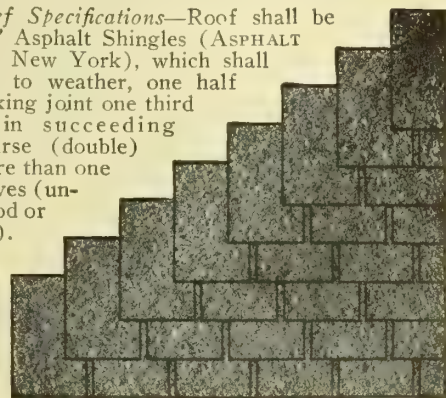 ef Specifications—Roof shall be
Asphalt Shingles (ASPHALT
New York), which shall
to weather, one half
king joint one third
in succeeding
rse (double)
re than one
ves (un-
od or
).